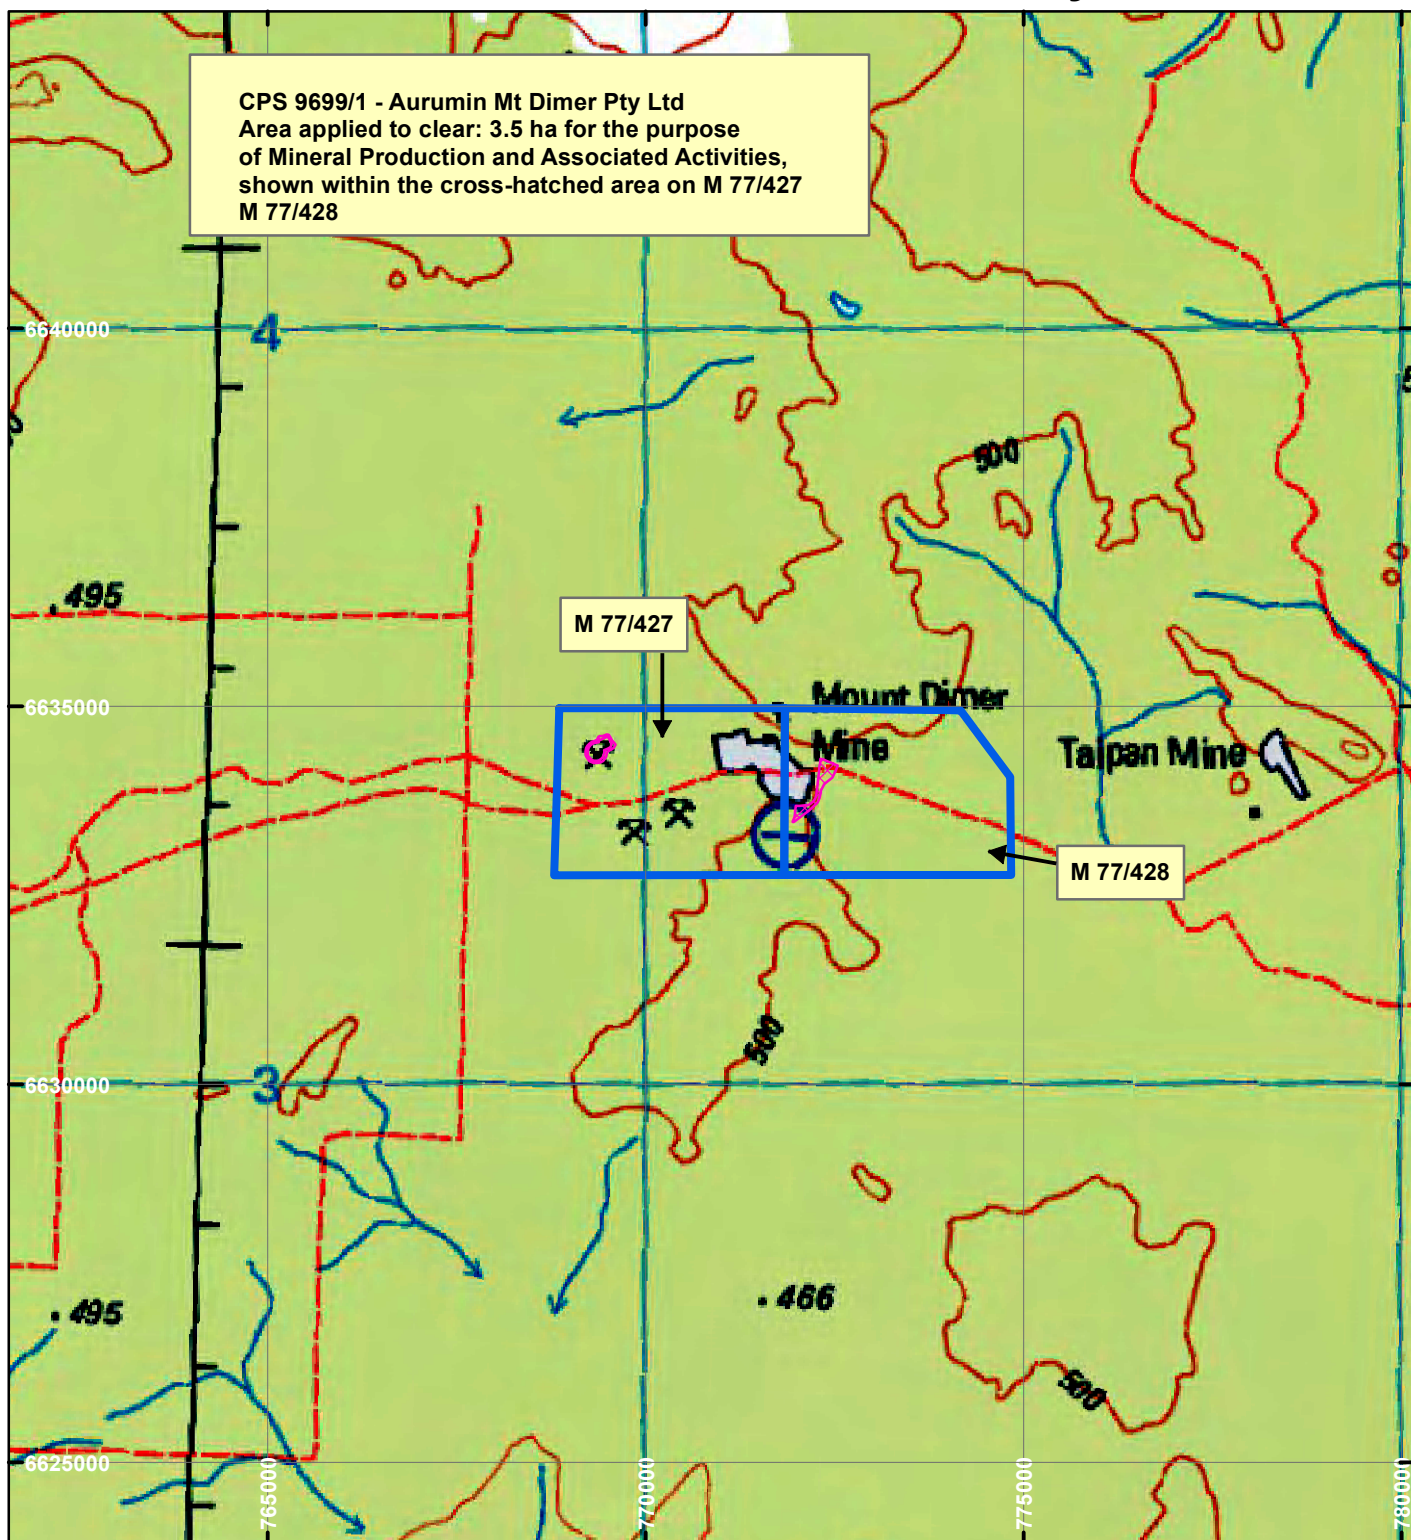 CPS 9699/1 - Aurumin Mt Dimer Pty Ltd
Area applied to clear: 3.5 ha for the purpose
of Mineral Production and Associated Activities,
shown within the cross-hatched area on M 77/427
M 77/428
6640000
4
500
.495
M 77/427
6635000
Mount Dimer
Mine
Taipan Mine
M 77/428
500
6630000
3
.495
.466
500
6625000
765000
770000
775000
780000